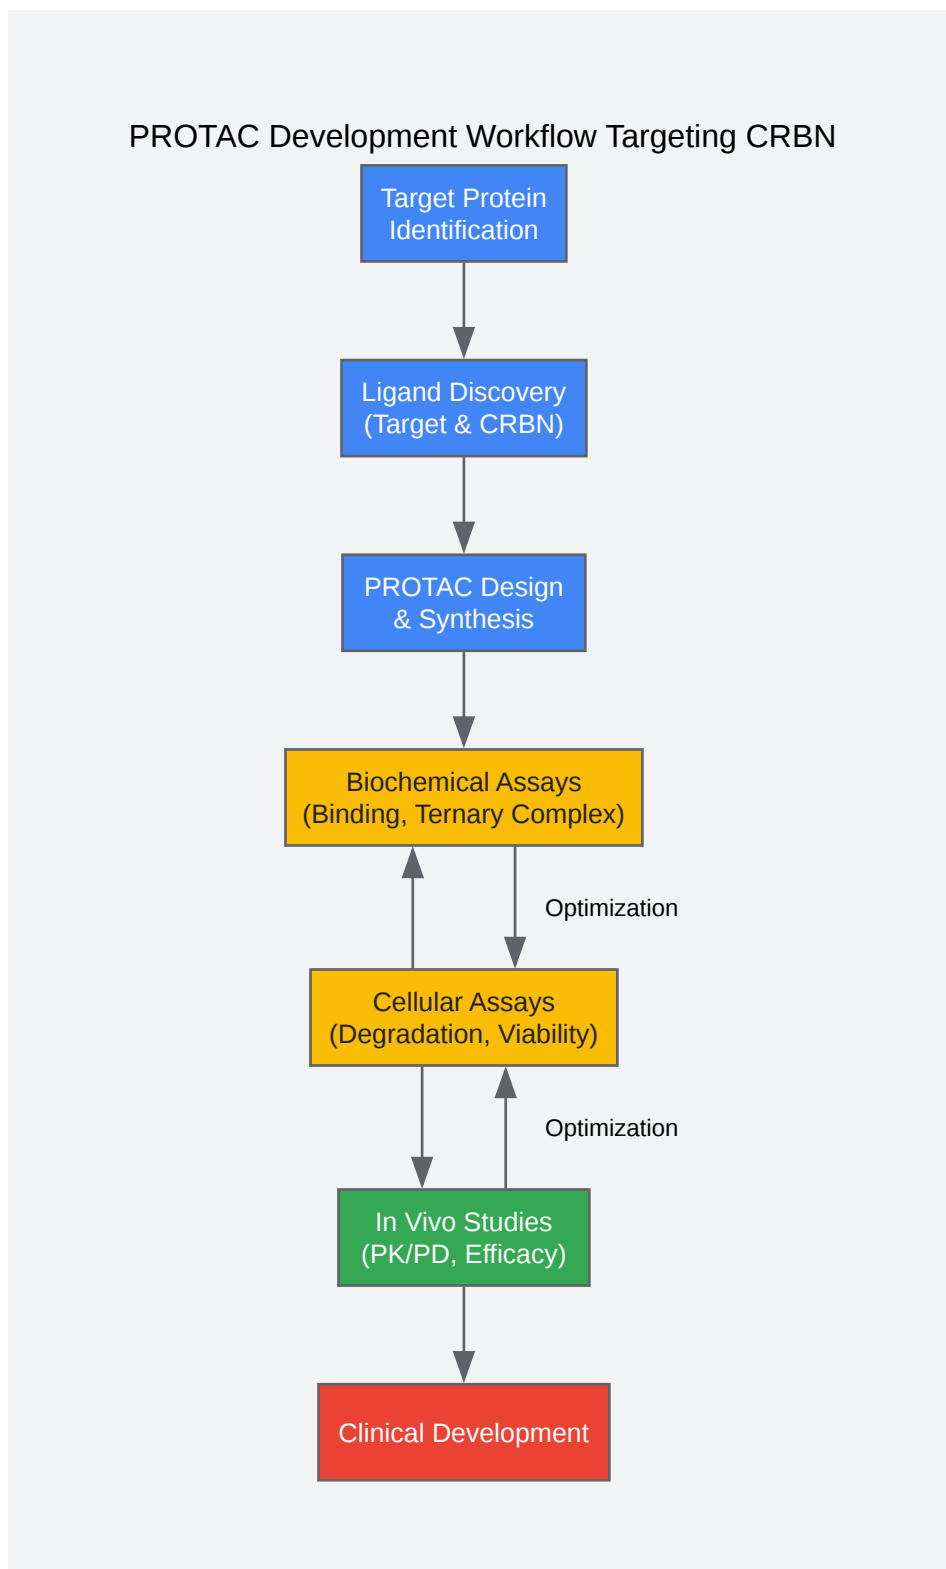 PROTAC Development Workflow Targeting CRBN
Target Protein
Identification
Ligand Discovery
(Target & CRBN)
PROTAC Design
& Synthesis
Biochemical Assays
(Binding, Ternary Complex)
Optimization
Cellular Assays
(Degradation, Viability)
Optimization
In Vivo Studies
(PK/PD, Efficacy)
Clinical Development